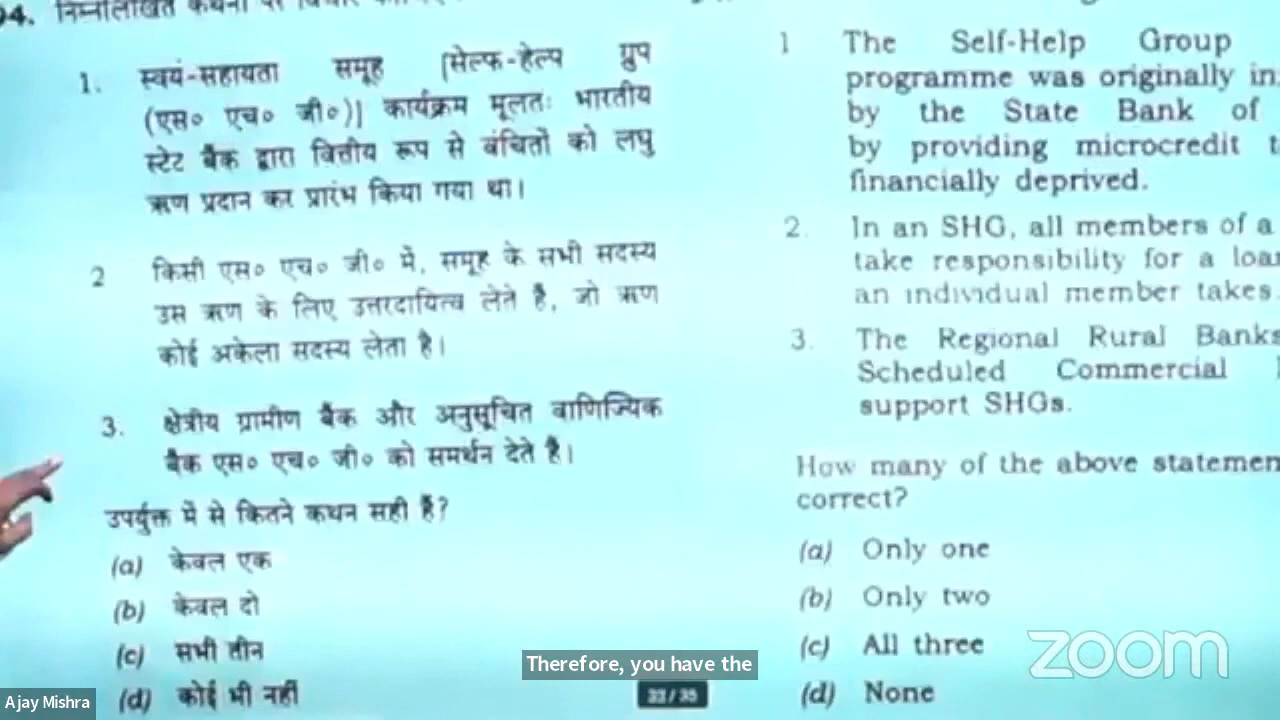 94. निम्नलिखित कथनों पर विचार
1. स्वयं-सहायता समूह [सेल्फ-हेल्प ग्रुप
(एस० एच० जी०)] कार्यक्रम मूलतः भारतीय
स्टेट बैंक द्वारा वित्तीय रूप से वंचितों को लघु
ऋण प्रदान कर प्रारंभ किया गया था।
2 किसी एस० एच० जी० में, समूह के सभी सदस्य
उस ऋण के लिए उत्तरदायित्व लेते हैं, जो ऋण
कोई अकेला सदस्य लेता है।
3. क्षेत्रीय ग्रामीण बैंक और अनुसूचित वाणिज्यिक
बैंक एस० एच० जी० को समर्थन देते हैं।
उपर्युक्त में से कितने कथन सही हैं?
(a) केवल एक
(b) केवल दो
(c) सभी तीन
(d) कोई भी नहीं
1 The Self-Help Group
programme was originally
by the State Bank of
by providing microcredit
financially deprived.
2. In an SHG, all members of a
take responsibility for a
an individual member takes.
3. The Regional Rural Banks
Scheduled Commercial
support SHGs.
How many of the above
correct?
(a) Only one
(b) Only two
(c) All three
(d) None
zoom
Therefore, you have the
33/35
Ajay Mishra